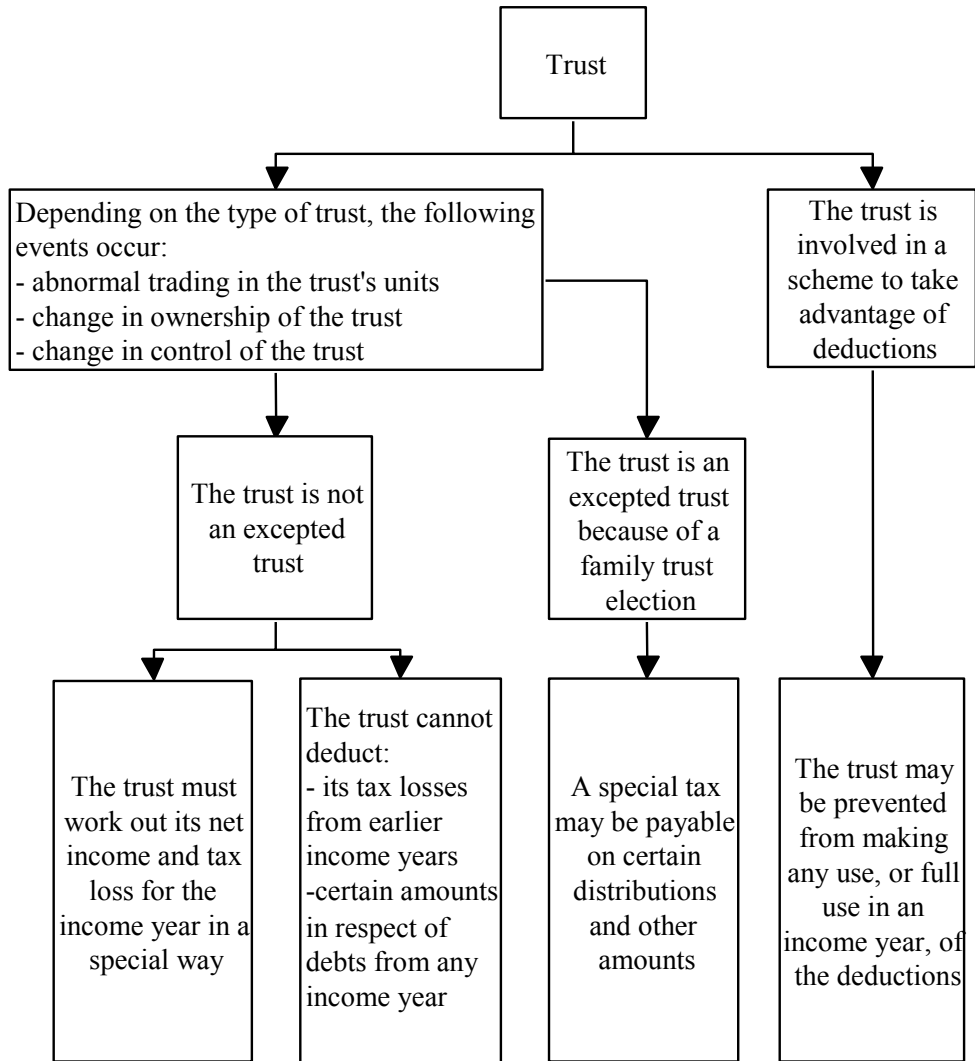 Trust
Depending on the type of trust, the following
events occur:
- abnormal trading in the trust's units
- change in ownership of the trust
- change in control of the trust
The trust is
involved in a
scheme to take
advantage of
deductions
The trust is not
an excepted
trust
The trust is an
excepted trust
because of a
family trust
election
The trust must
work out its net
income and tax
loss for the
income year in a
special way
The trust cannot
deduct:
- its tax losses
from earlier
income years
-certain amounts
in respect of
debts from any
income year
A special tax
may be payable
on certain
distributions
and other
amounts
The trust may
be prevented
from making
any use, or full
use in an
income year, of
the deductions